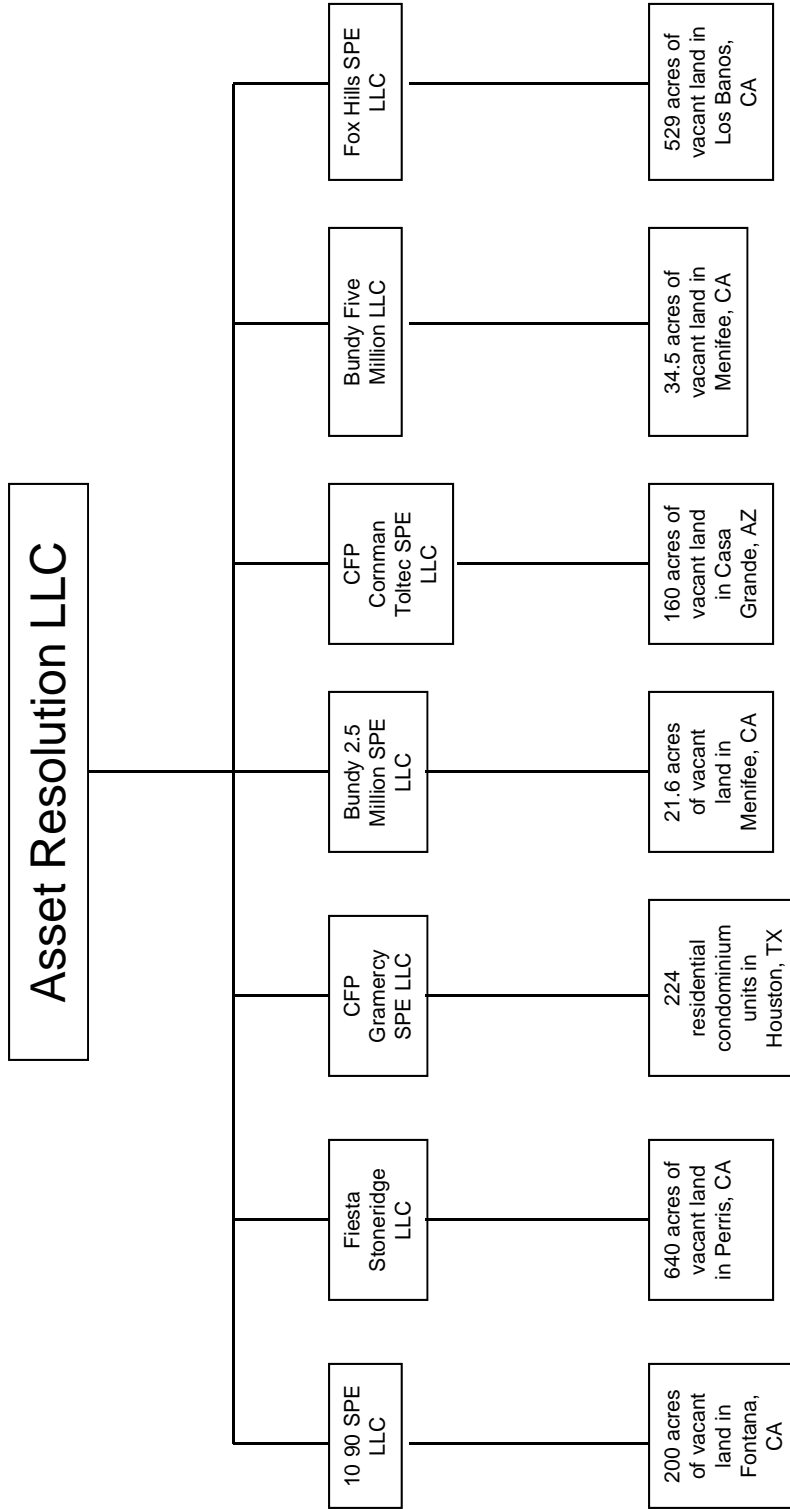 Asset Resolution LLC
10 90 SPE
LLC
Fiesta
Stoneridge
LLC
CFP
Gramercy
SPE LLC
Bundy 2.5
Million SPE
LLC
CFP
Cornman
Toltec SPE
LLC
Bundy Five
Million LLC
Fox Hills SPE
LLC
200 acres
of vacant
land in
Fontana,
CA
640 acres of
vacant land
in Perris, CA
224
residential
condominium
units in
Houston, TX
21.6 acres
of vacant
land in
Menifee, CA
160 acres of
vacant land
in Casa
Grande, AZ
34.5 acres of
vacant land in
Menifee, CA
529 acres of
vacant land in
Los Banos,
CA